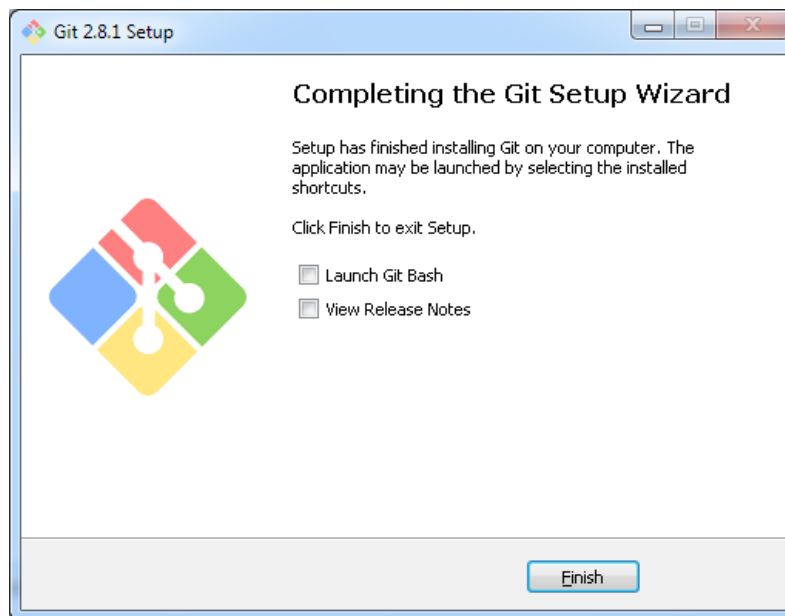 Git 2.8.1 Setup
Completing the Git Setup Wizard
Setup has finished installing Git on your computer. The
application may be launched by selecting the installed
shortcuts.
Click Finish to exit Setup.
Launch Git Bash
View Release Notes
Finish